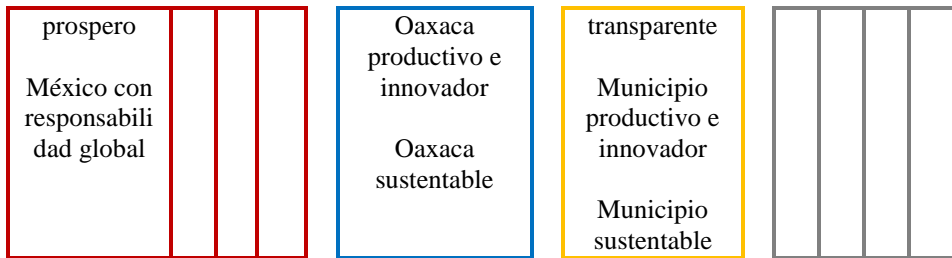 prospero
México con
responsabili
dad global
Oaxaca
productivo e
innovador
Oaxaca
sustentable
transparente
Municipio
productivo e
innovador
Municipio
sustentable